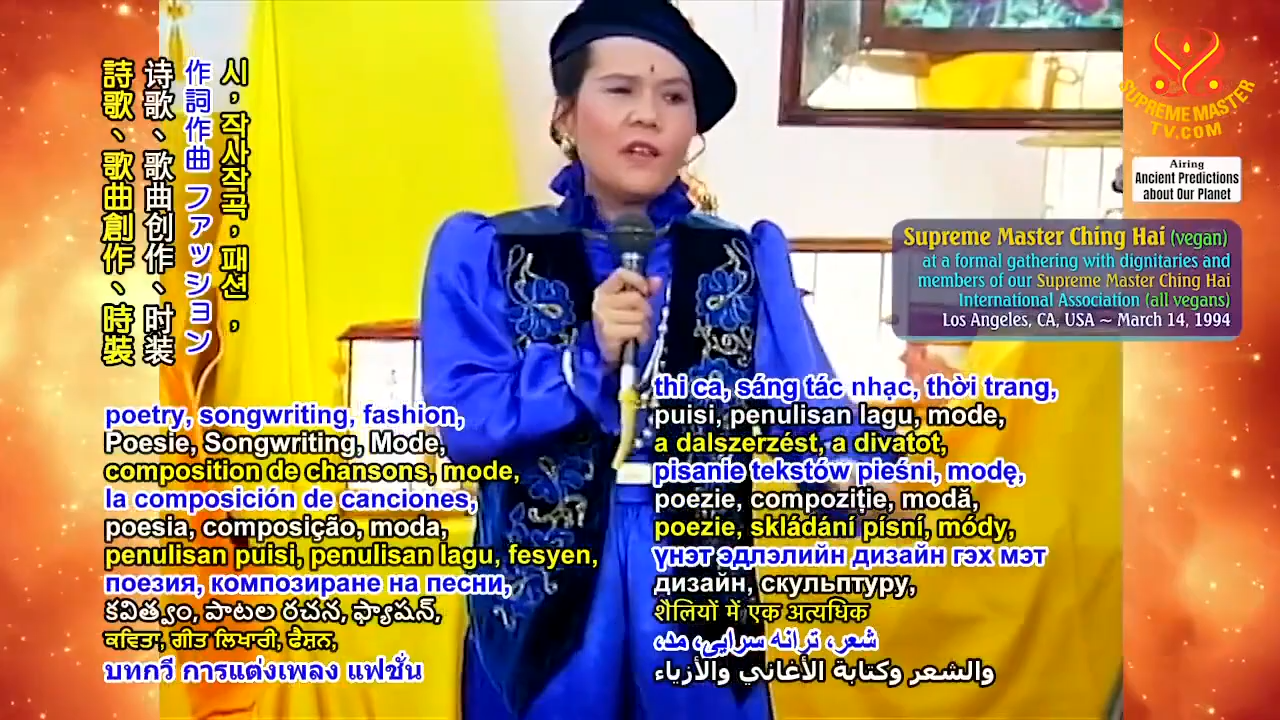 詩歌、歌曲創作、時裝
诗歌、歌曲创作、时装
作詞作曲 ファッション
시, 작사작곡, 패션,
poetry, songwriting, fashion,
Poesie, Songwriting, Mode,
composition de chansons, mode,
la composición de canciones,
poesia, composição, moda,
penulisan puisi, penulisan lagu, fesyen,
поезия, композиране на песни,
కవిత్వం, పాటల రచన, ఫ్యాషన్,
ਕਵਿਤਾ, ਗੀਤ ਲਿਖਾਰੀ, ਫੈਸ਼ਨ,
บทกวี การแต่งเพลง แฟชั่น
thi ca, sáng tác nhạc, thời trang,
puisi, penulisan lagu, mode,
a dalszerzést, a divatot,
pisanie tekstów pieśni, modę,
poezie, compoziție, modă,
poezie, skládání písní, módy,
үнэт эдлэлийн дизайн гэх мэт
дизайн, скульптуру,
शैलियों में एक अत्यधिक
شعر، ترانه سرایی، مد،
والشعر وكتابة الأغاني والأزياء
SUPREME MASTER
TV.COM
Airing
Ancient Predictions
about Our Planet
Supreme Master Ching Hai (vegan)
at a formal gathering with dignitaries and
members of our Supreme Master Ching Hai
International Association (all vegans)
Los Angeles, CA, USA ~ March 14, 1994